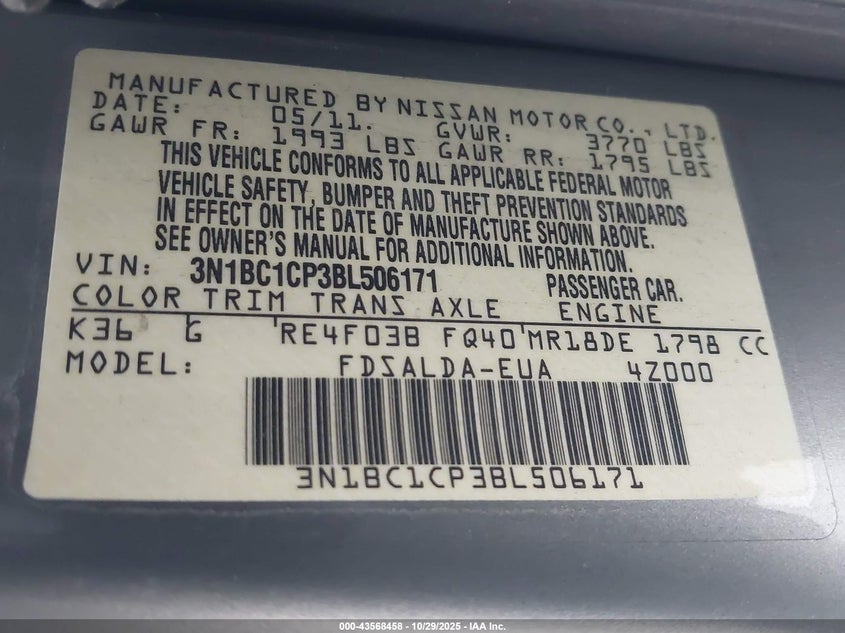 MANUFACTURED BY NISSAN MOTOR CO., LTD.
DATE: 05/11. GVWR: 3770 LBS
GAWR FR: 1993 LBS GAWR RR: 1795 LBS
THIS VEHICLE CONFORMS TO ALL APPLICABLE FEDERAL MOTOR
VEHICLE SAFETY, BUMPER AND THEFT PREVENTION STANDARDS
IN EFFECT ON THE DATE OF MANUFACTURE SHOWN ABOVE.
SEE OWNER'S MANUAL FOR ADDITIONAL INFORMATION.
VIN: 3N1BC1CP3BL506171 PASSENGER CAR.
COLOR TRIM TRANS AXLE ENGINE
K36 G RE4F03B FQ40 MR18DE 1798 CC
MODEL: FDSALDA-EUA 4Z000
3N1BC1CP3BL506171
000-43568458 - 10/29/2025 - IAA Inc.